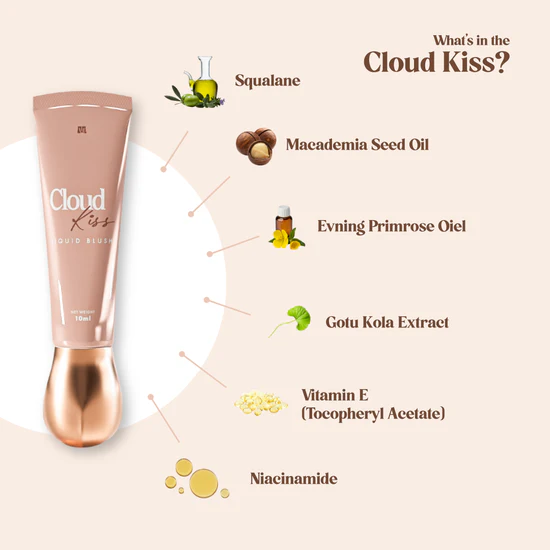 What's in the
Cloud Kiss?
Squalane
Macademia Seed Oil
Evning Primrose Oiel
Gotu Kola Extract
Vitamin E
(Tocopheryl Acetate)
Niacinamide
Cloud
Kiss
LIQUID BLUSH
NET WEIGHT
10ml